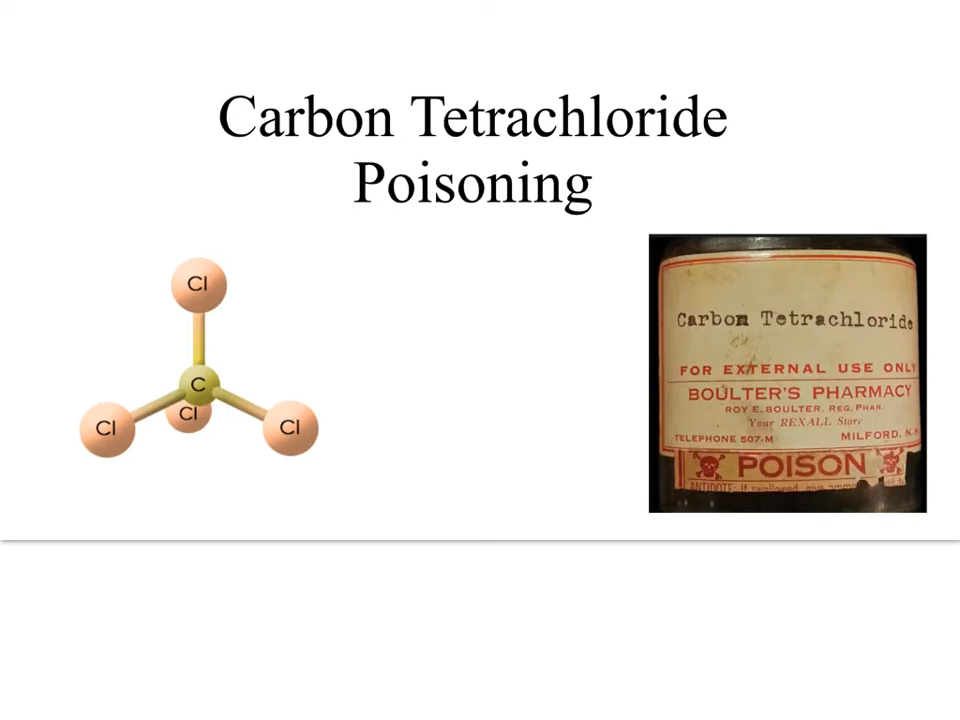 Carbon Tetrachloride
Poisoning
Cl
C
Cl
Cl
Cl
Carbon Tetrachloride
FOR EXTERNAL USE ONLY
BOULTER'S PHARMACY
ROY E. BOULTER, REG. PHAR.
Your REXALL Store
TELEPHONE 507-M MILFORD, N.
POISON
ANTIDOTE: If swallowed, give